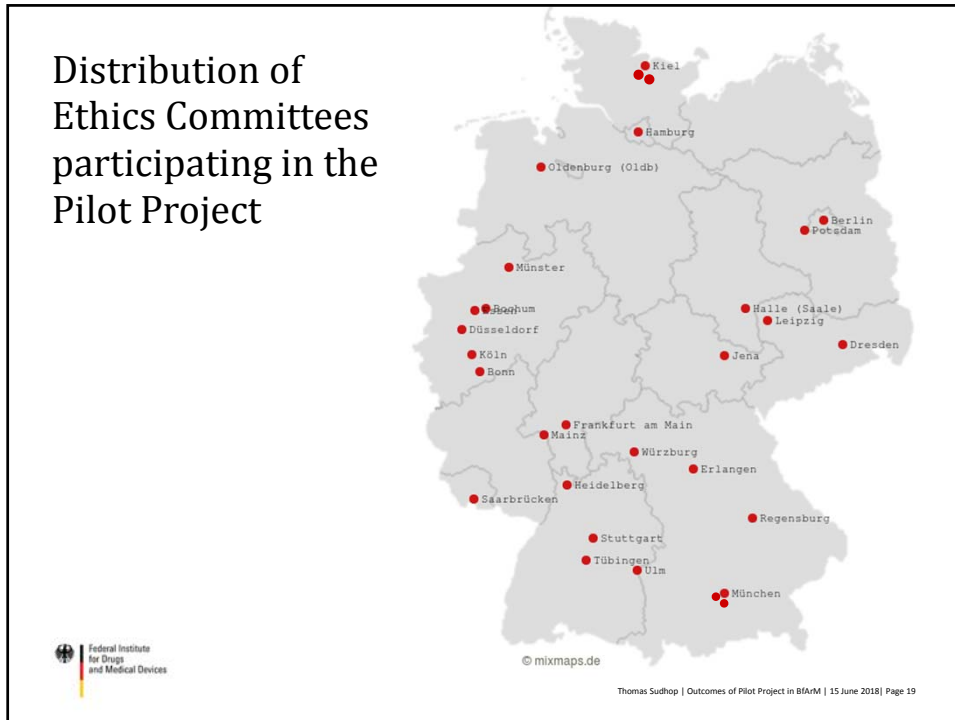 Distribution of
Ethics Committees
participating in the
Pilot Project
Kiel
Hamburg
Oldenburg (Oldb)
Berlin
Potsdam
Münster
Bochum
Essen
Halle (Saale)
Leipzig
Düsseldorf
Dresden
Köln
Jena
Bonn
Frankfurt am Main
Mainz
Würzburg
Erlangen
Heidelberg
Saarbrücken
Regensburg
Stuttgart
Tübingen
Ulm
München
Federal Institute
for Drugs
and Medical Devices
© mixmaps.de
Thomas Sudhop | Outcomes of Pilot Project in BfArM | 15 June 2018| Page 19